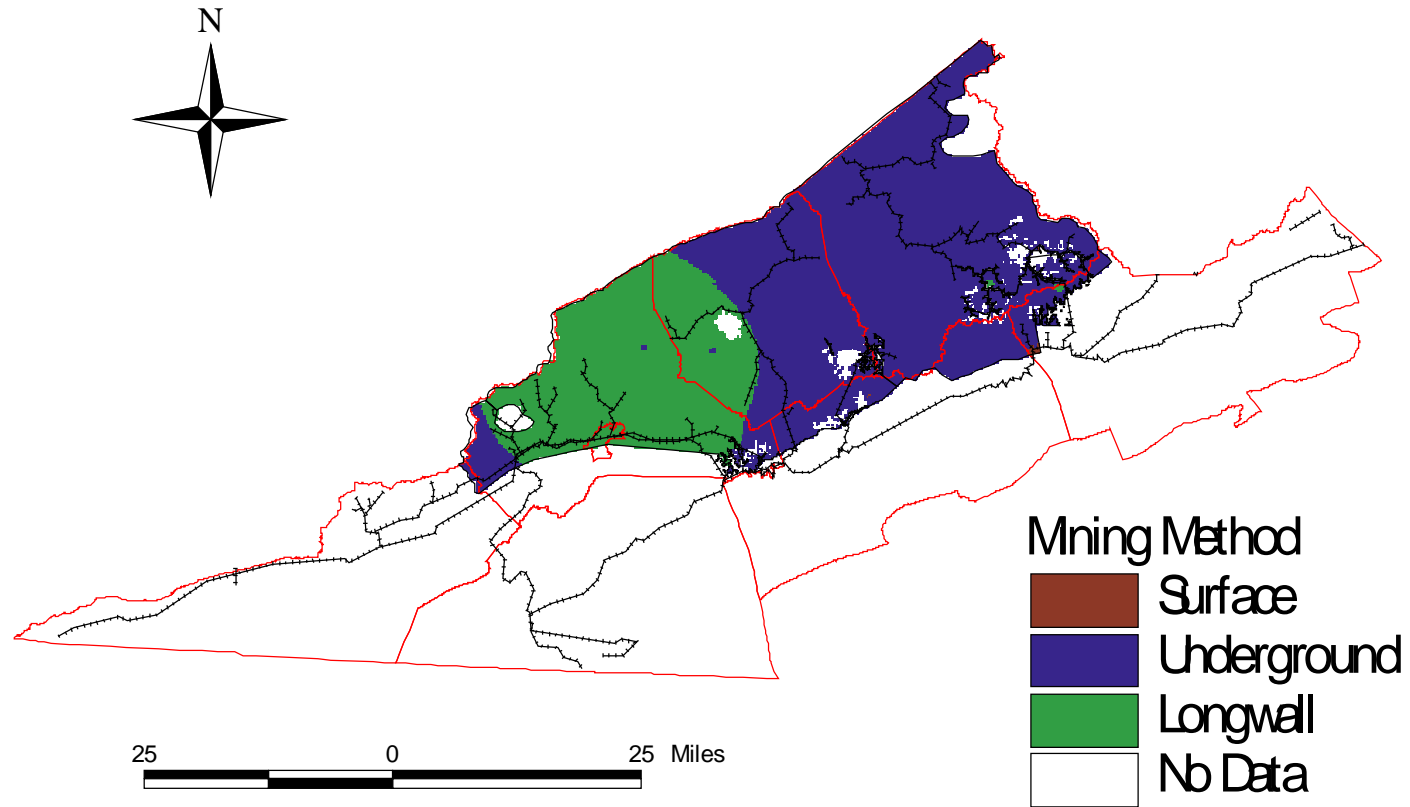 N
Mining Method
Surface
Underground
Longwall
No Data
25 0 25 Miles